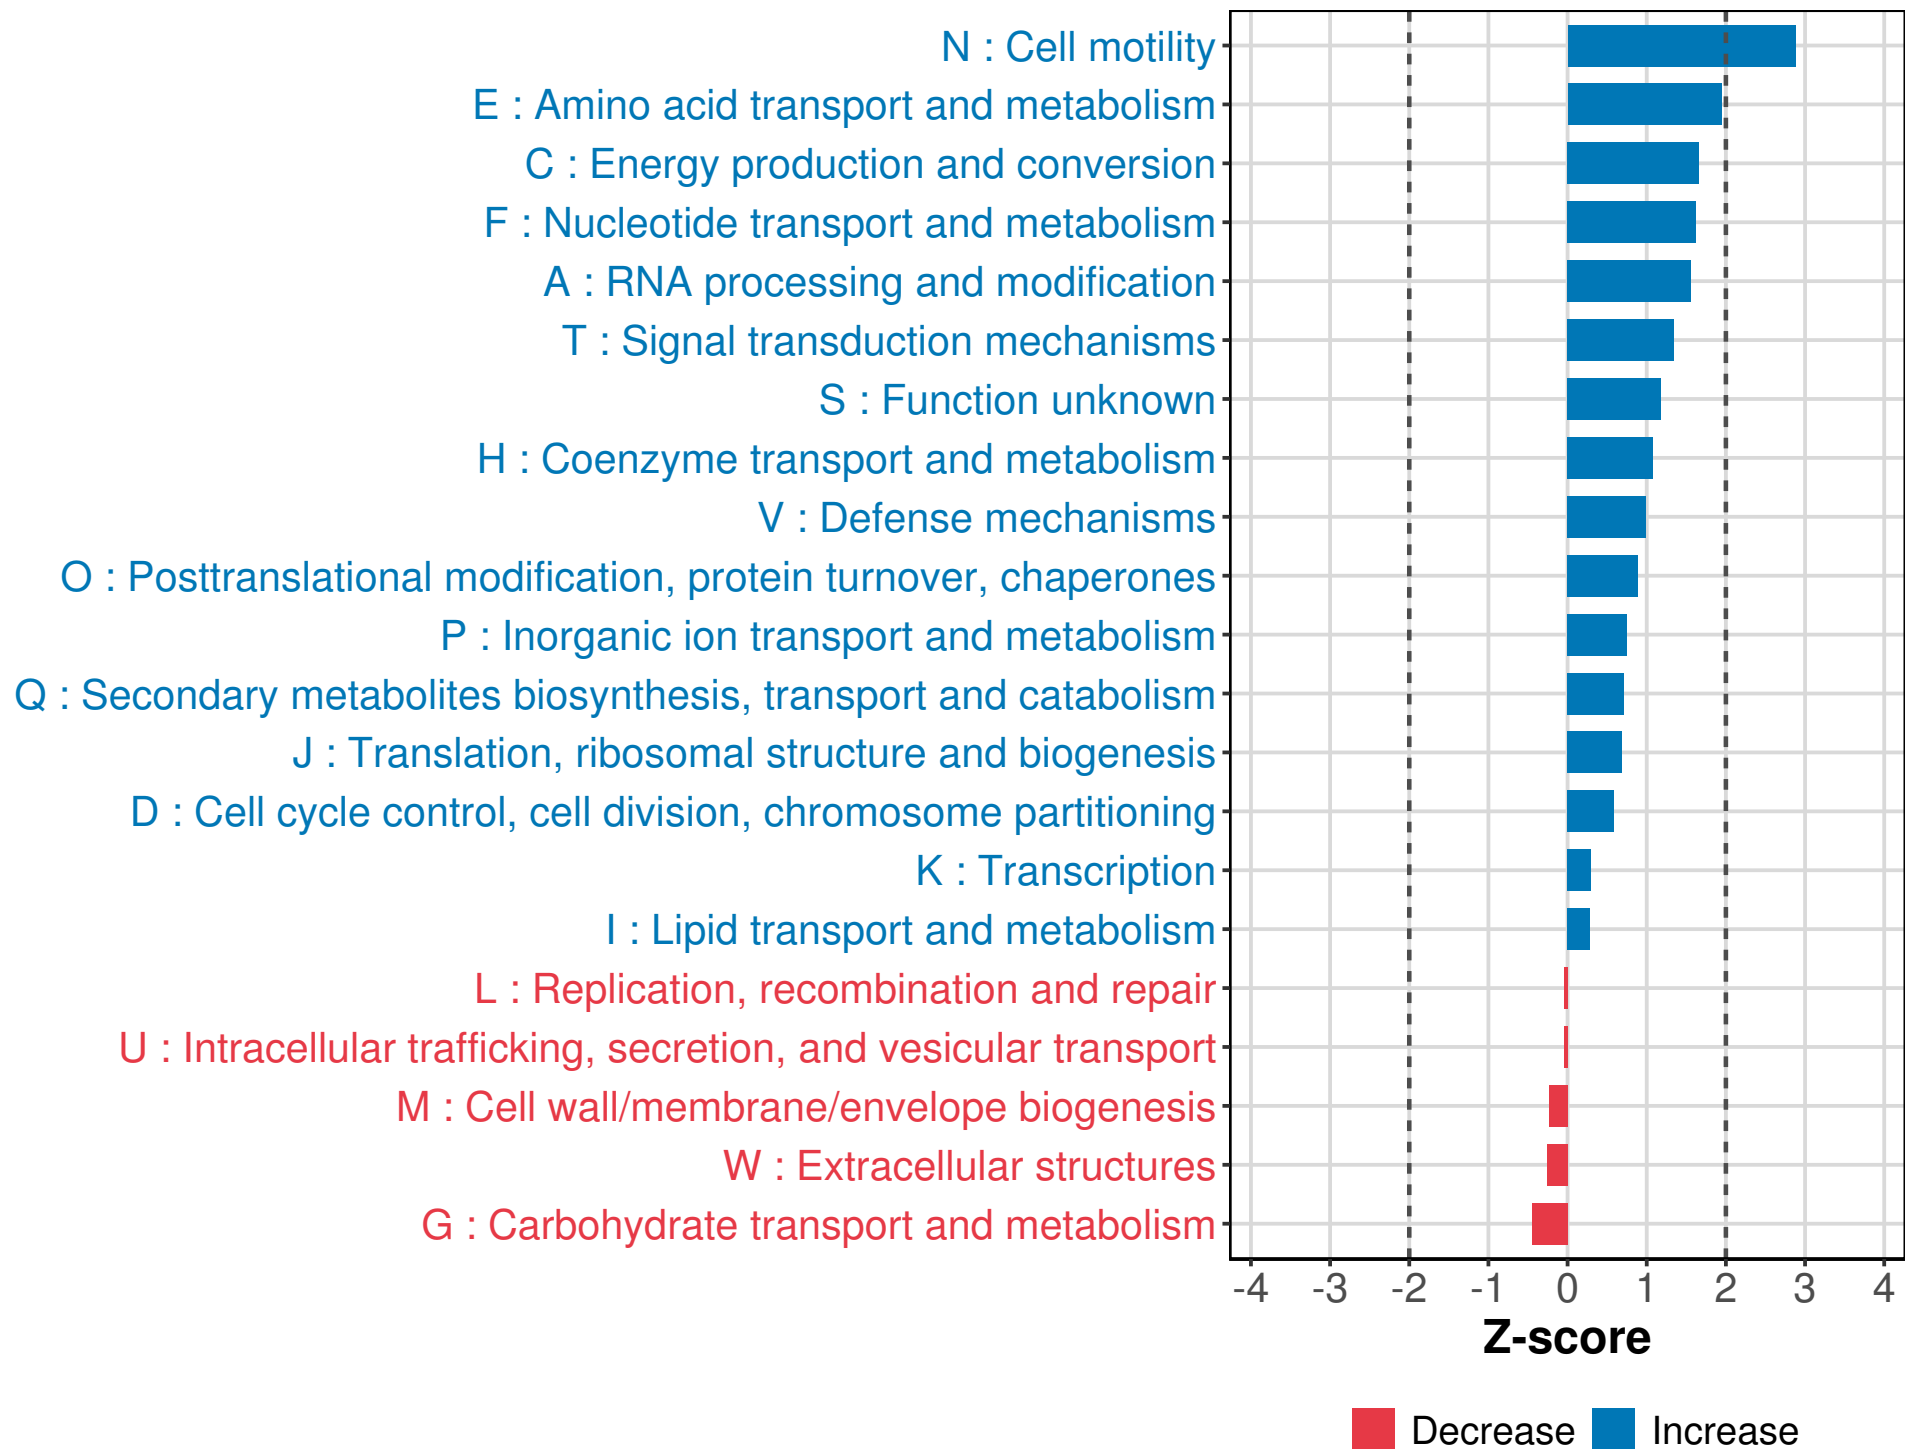 N : Cell motility
E : Amino acid transport and metabolism
C : Energy production and conversion
F : Nucleotide transport and metabolism
A : RNA processing and modification
T : Signal transduction mechanisms
S : Function unknown
H : Coenzyme transport and metabolism
V : Defense mechanisms
O : Posttranslational modification, protein turnover, chaperones
P : Inorganic ion transport and metabolism
Q : Secondary metabolites biosynthesis, transport and catabolism
J : Translation, ribosomal structure and biogenesis
D : Cell cycle control, cell division, chromosome partitioning
K : Transcription
I : Lipid transport and metabolism
L : Replication, recombination and repair
U : Intracellular trafficking, secretion, and vesicular transport
M : Cell wall/membrane/envelope biogenesis
W : Extracellular structures
G : Carbohydrate transport and metabolism
-4 -3 -2 -1 0 1 2 3 4
Z-score
Decrease Increase